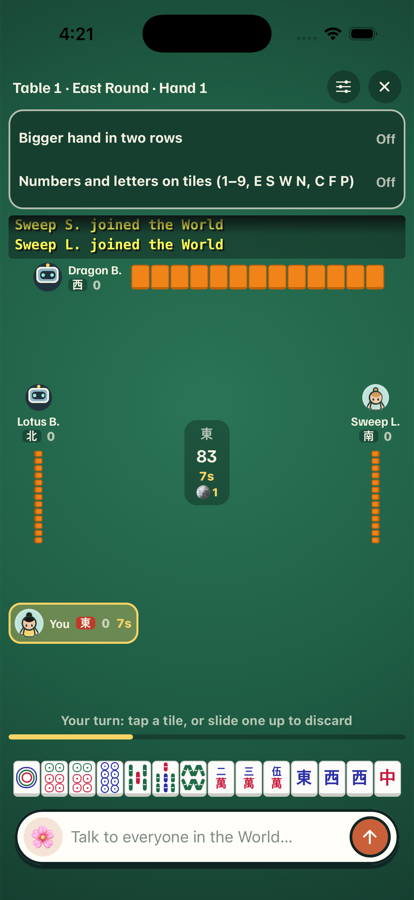 4:21
Table 1 · East Round · Hand 1
Bigger hand in two rows Off
Numbers and letters on tiles (1–9, E S W N, C F P) Off
Sweep S. joined the World
Sweep L. joined the World
Dragon B.
西 0
Lotus B.
北 0
Sweep L.
南 0
東
83
7s
1
You 東 0 7s
Your turn: tap a tile, or slide one up to discard
二萬 三萬 伍萬 東 西 西 中
Talk to everyone in the World...